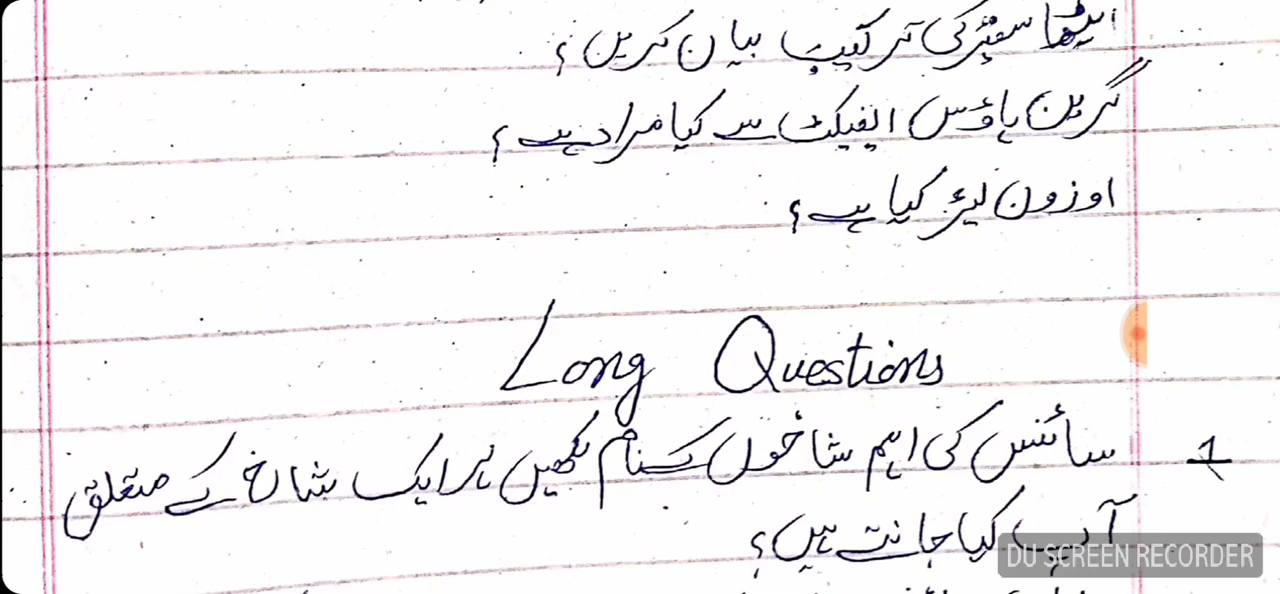 ایٹماسفیئر کی ترکیب بیان کریں؟
گرین ہاؤس ایفیکٹ سے کیا مراد ہے؟
اوزون لیئر کیا ہے؟
Long Questions
1 سائنس کی اہم شاخوں کے نام لکھیں ہر ایک شاخ کے متعلق
آپ کیا جانتے ہیں؟
DU SCREEN RECORDER